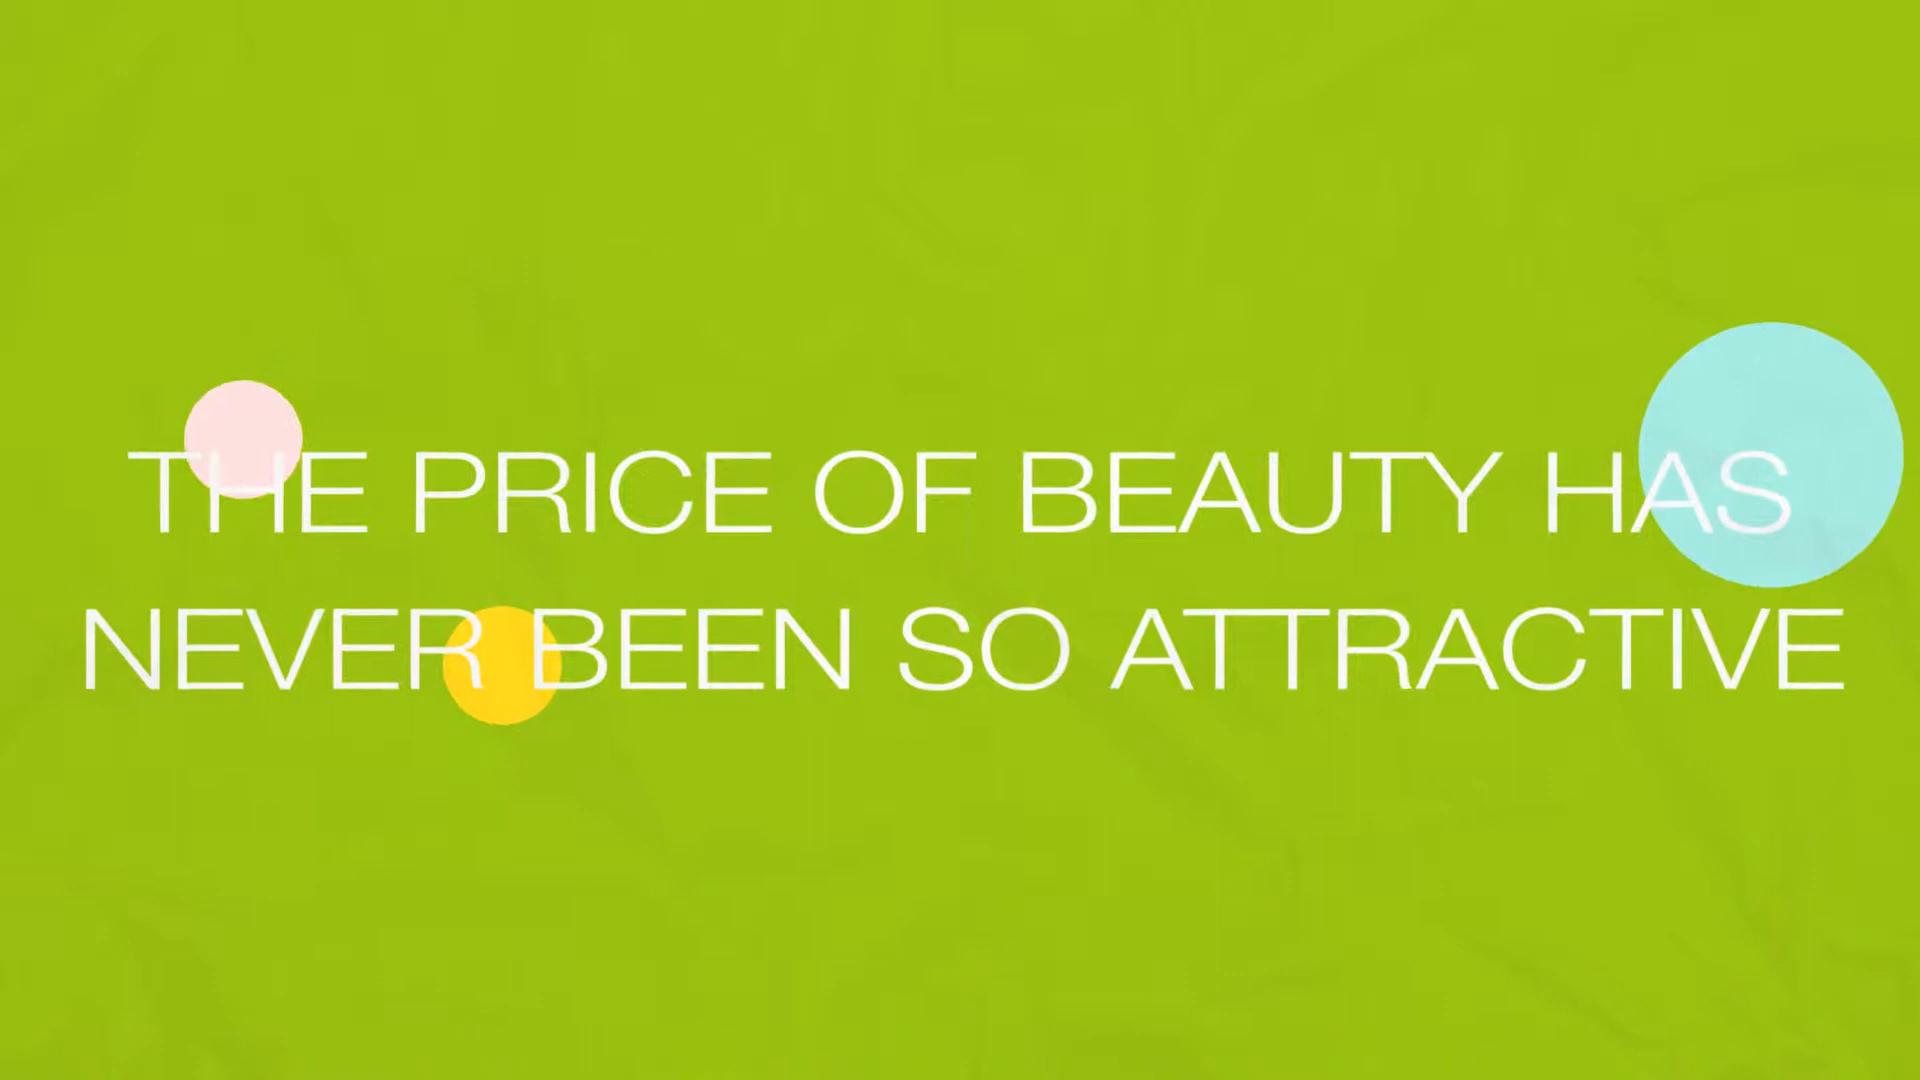 THE PRICE OF BEAUTY HAS
NEVER BEEN SO ATTRACTIVE